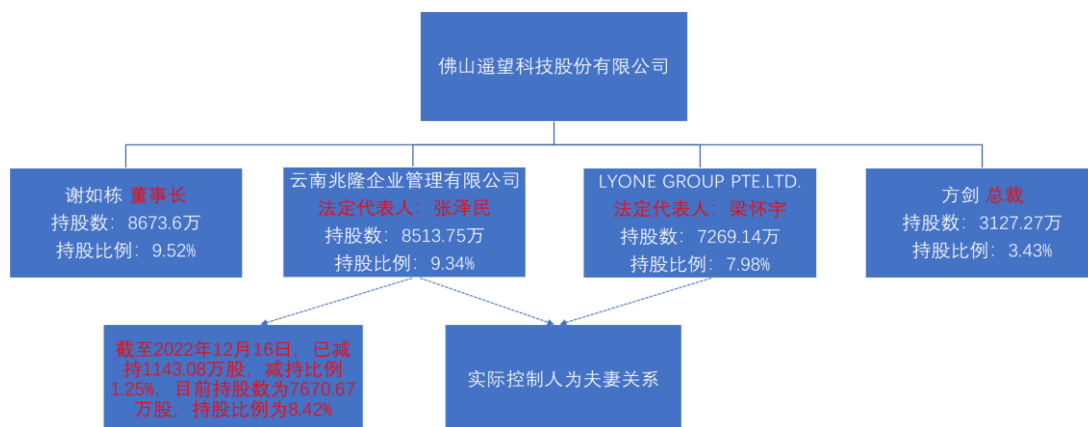 佛山遥望科技股份有限公司
谢如栋 董事长
持股数：8673.6万
持股比例：9.52%
云南兆隆企业管理有限公司
法定代表人：张泽民
持股数：8513.75万
持股比例：9.34%
LYONE GROUP PTE.LTD.
法定代表人：梁怀宇
持股数：7269.14万
持股比例：7.98%
方剑 总裁
持股数：3127.27万
持股比例：3.43%
截至2022年12月16日，已减
持1143.08万股，减持比例
1.25%，目前持股数为7670.67
万股，持股比例为8.42%
实际控制人为夫妻关系